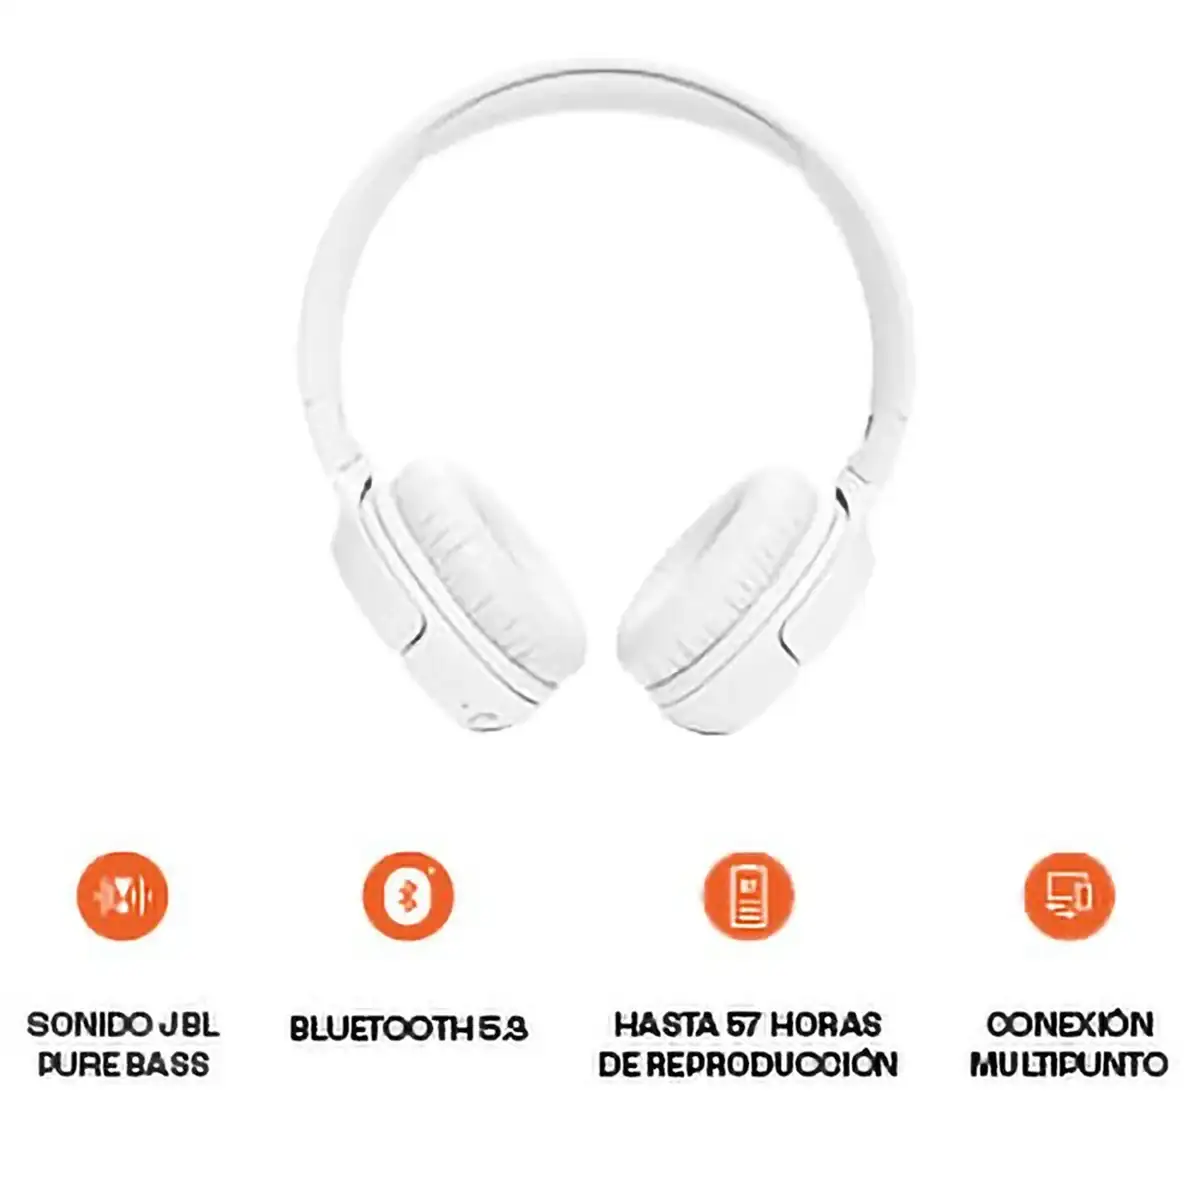 SONIDO JBL
PURE BASS
BLUETOOTH 5.3
HASTA 57 HORAS
DE REPRODUCCIÓN
CONEXIÓN
MULTIPUNTO